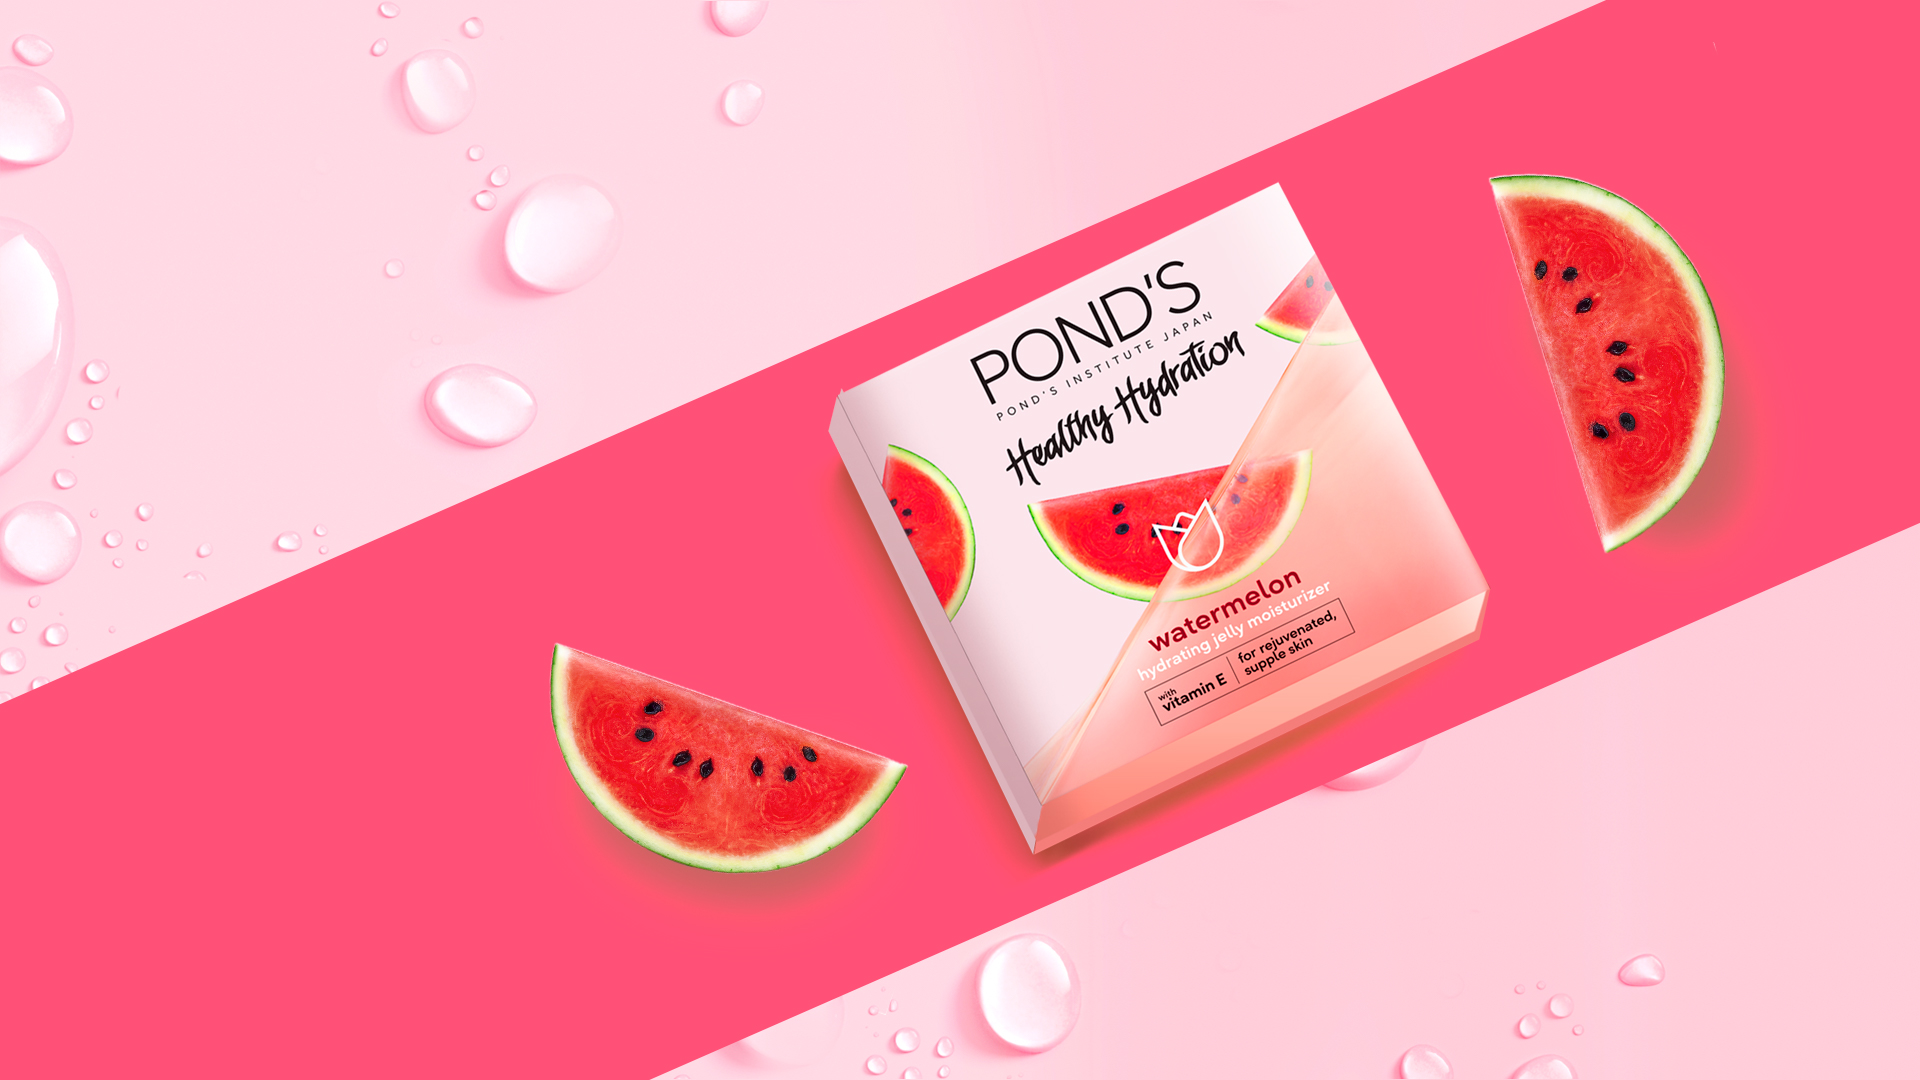 POND'S
POND'S INSTITUTE JAPAN
Healthy Hydration
watermelon
hydrating jelly moisturizer
with
vitamin E
for rejuvenated,
supple skin